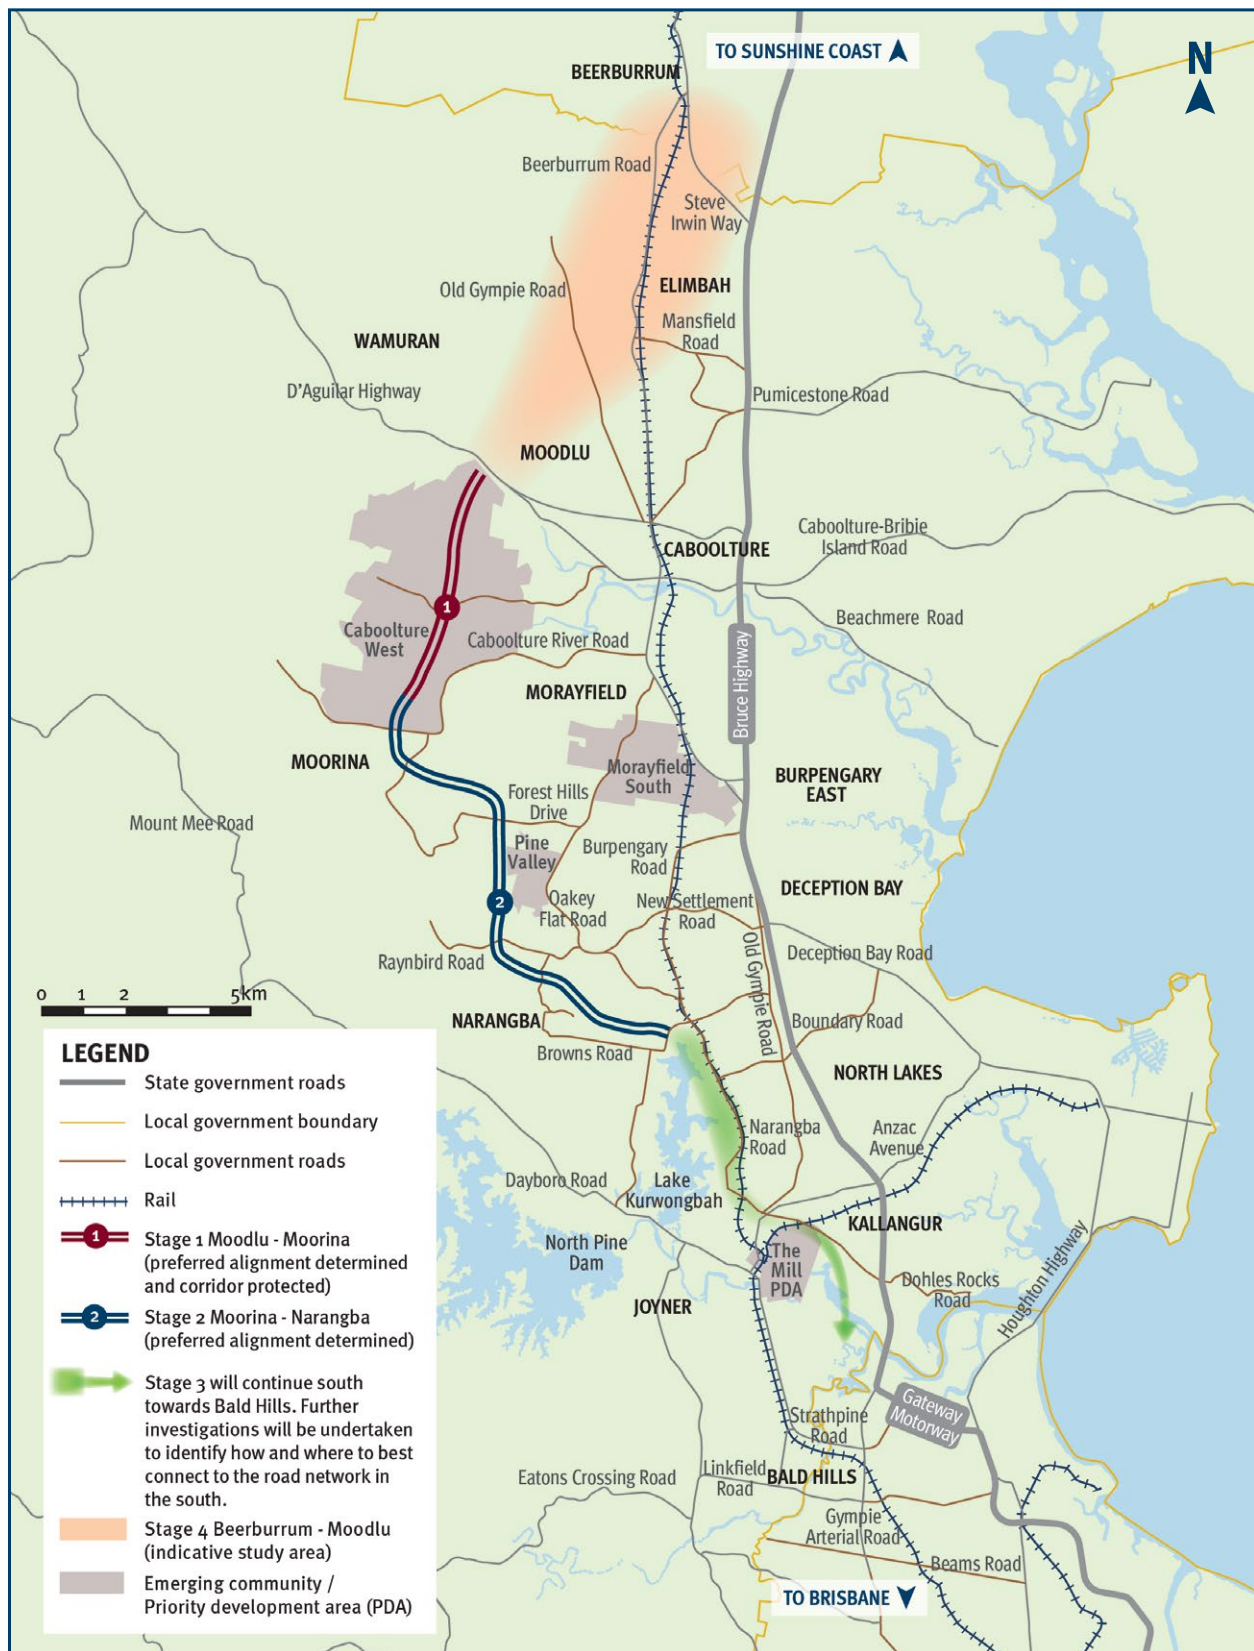 TO SUNSHINE COAST
N
BEERBURRUM
Beerburrum Road
Steve
Irwin Way
Old Gympie Road
ELIMBAH
Mansfield
Road
WAMURAN
D'Aguilar Highway
Pumicestone Road
MOODLU
Caboolture-Bribie
Island Road
CABOOLTURE
1
Beachmere Road
Caboolture
West
Caboolture River Road
Bruce Highway
MORAYFIELD
MOORINA
Morayfield
South
BURPENGARY
EAST
Forest Hills
Drive
Mount Mee Road
Pine
Valley
Burpengary
Road
DECEPTION BAY
2
Oakey
Flat Road
New Settlement
Road
Old Gympie Road
Deception Bay Road
Raynbird Road
0 1 2 5km
NARANGBA
Boundary Road
Browns Road
NORTH LAKES
Narangba
Road
Anzac
Avenue
Dayboro Road
Lake
Kurwongbah
KALLANGUR
North Pine
Dam
The
Mill
PDA
Dohles Rocks
Road
Houghton Highway
JOYNER
Gateway
Motorway
Strathpine
Road
Linkfield
Road
BALD HILLS
Eatons Crossing Road
Gympie
Arterial Road
Beams Road
TO BRISBANE
LEGEND
State government roads
Local government boundary
Local government roads
Rail
1 Stage 1 Moodlu - Moorina
(preferred alignment determined
and corridor protected)
2 Stage 2 Moorina - Narangba
(preferred alignment determined)
Stage 3 will continue south
towards Bald Hills. Further
investigations will be undertaken
to identify how and where to best
connect to the road network in
the south.
Stage 4 Beerburrum - Moodlu
(indicative study area)
Emerging community /
Priority development area (PDA)